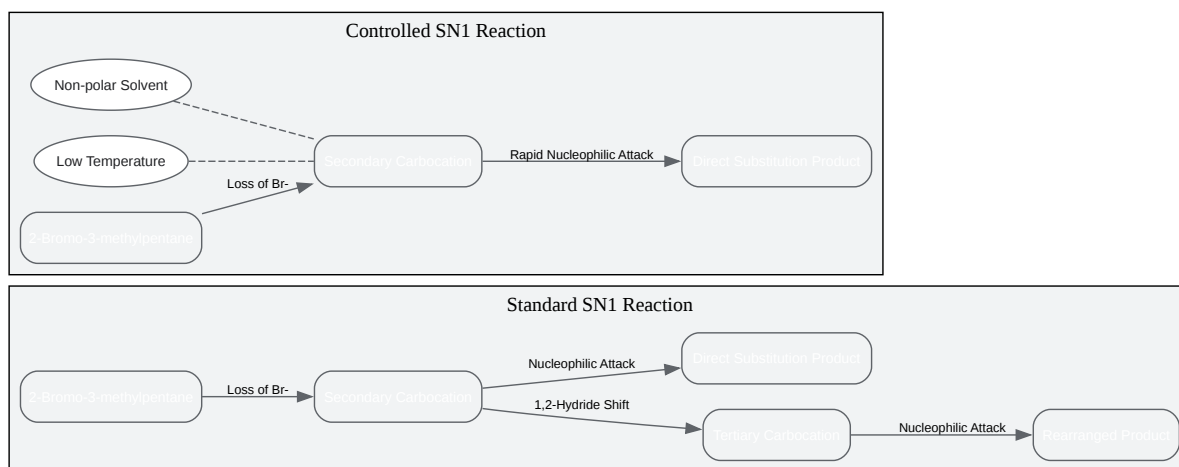 Controlled SN1 Reaction
Non-polar Solvent
Low Temperature
Loss of Br-
2-Bromo-3-methylpentane
Secondary Carbocation
Rapid Nucleophilic Attack
Direct Substitution Product
Standard SN1 Reaction
2-Bromo-3-methylpentane
Loss of Br-
Secondary Carbocation
Nucleophilic Attack
Direct Substitution Product
1,2-Hydride Shift
Tertiary Carbocation
Nucleophilic Attack
Rearranged Product